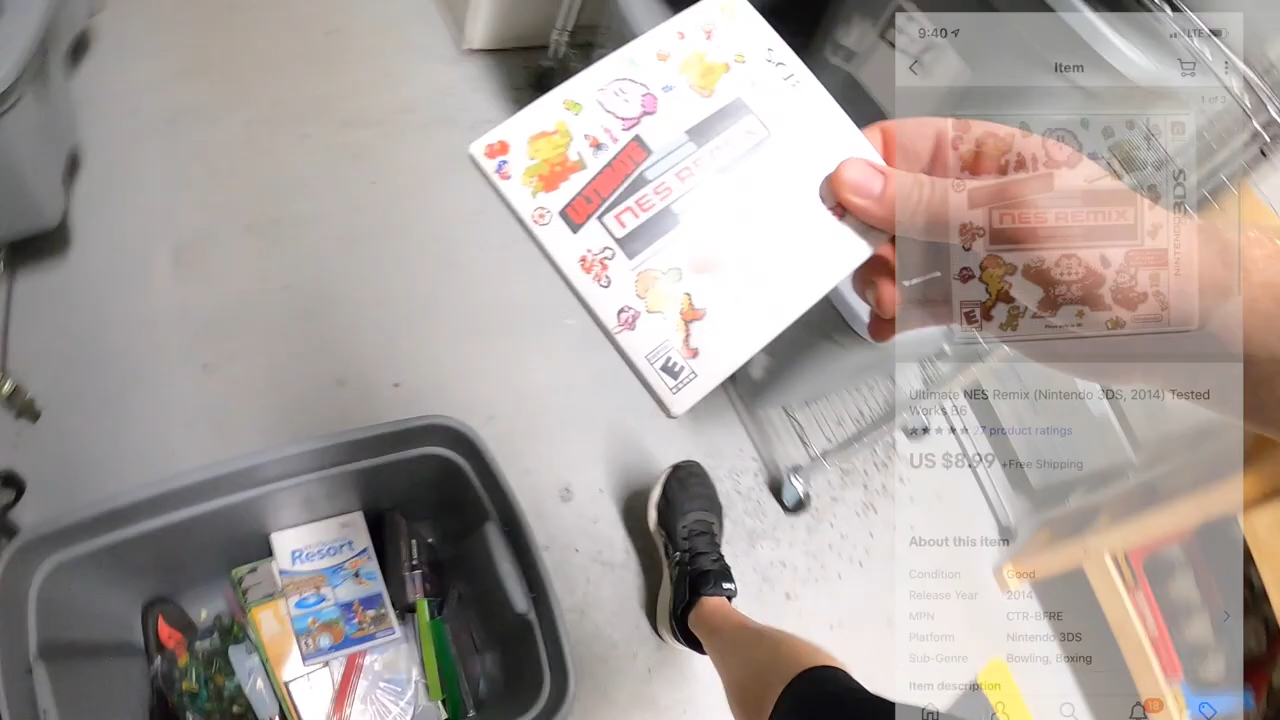 9:40
LTE
Item
1 of 3
ULTIMATE
NES REMIX
NES REMIX
NINTENDO 3DS
E
E
Resort
Ultimate NES Remix (Nintendo 3DS, 2014) Tested
Works B6
27 product ratings
US $8.99 +Free Shipping
About this item
Condition Good
Release Year 2014
MPN CTR-BFRE
Platform Nintendo 3DS
Sub-Genre Bowling, Boxing
Item description
18